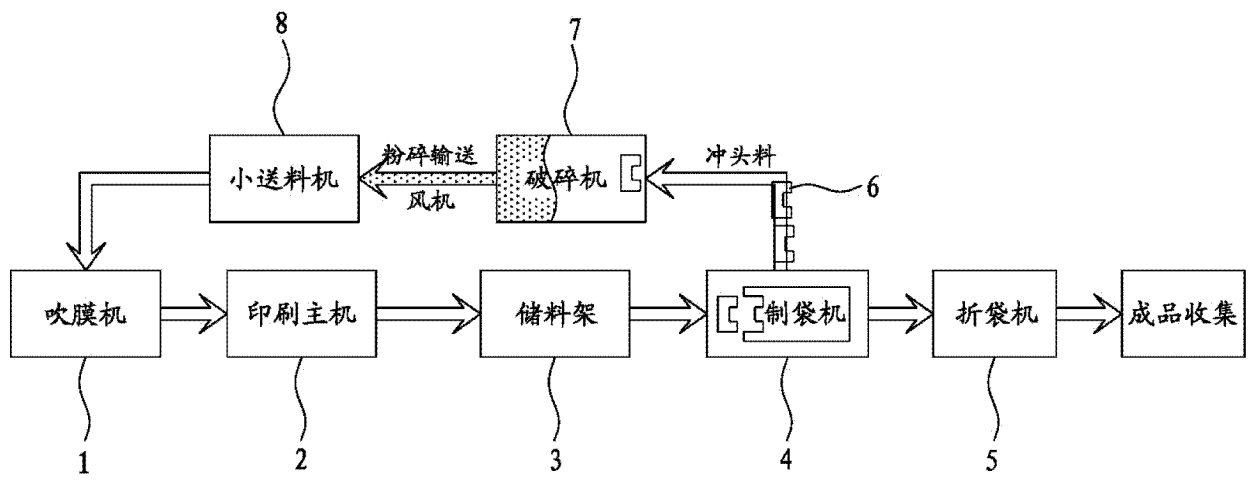 8
7
小送料机
粉碎输送
风机
破碎机
冲头料
6
吹膜机
印刷主机
储料架
制袋机
折袋机
成品收集
1
2
3
4
5